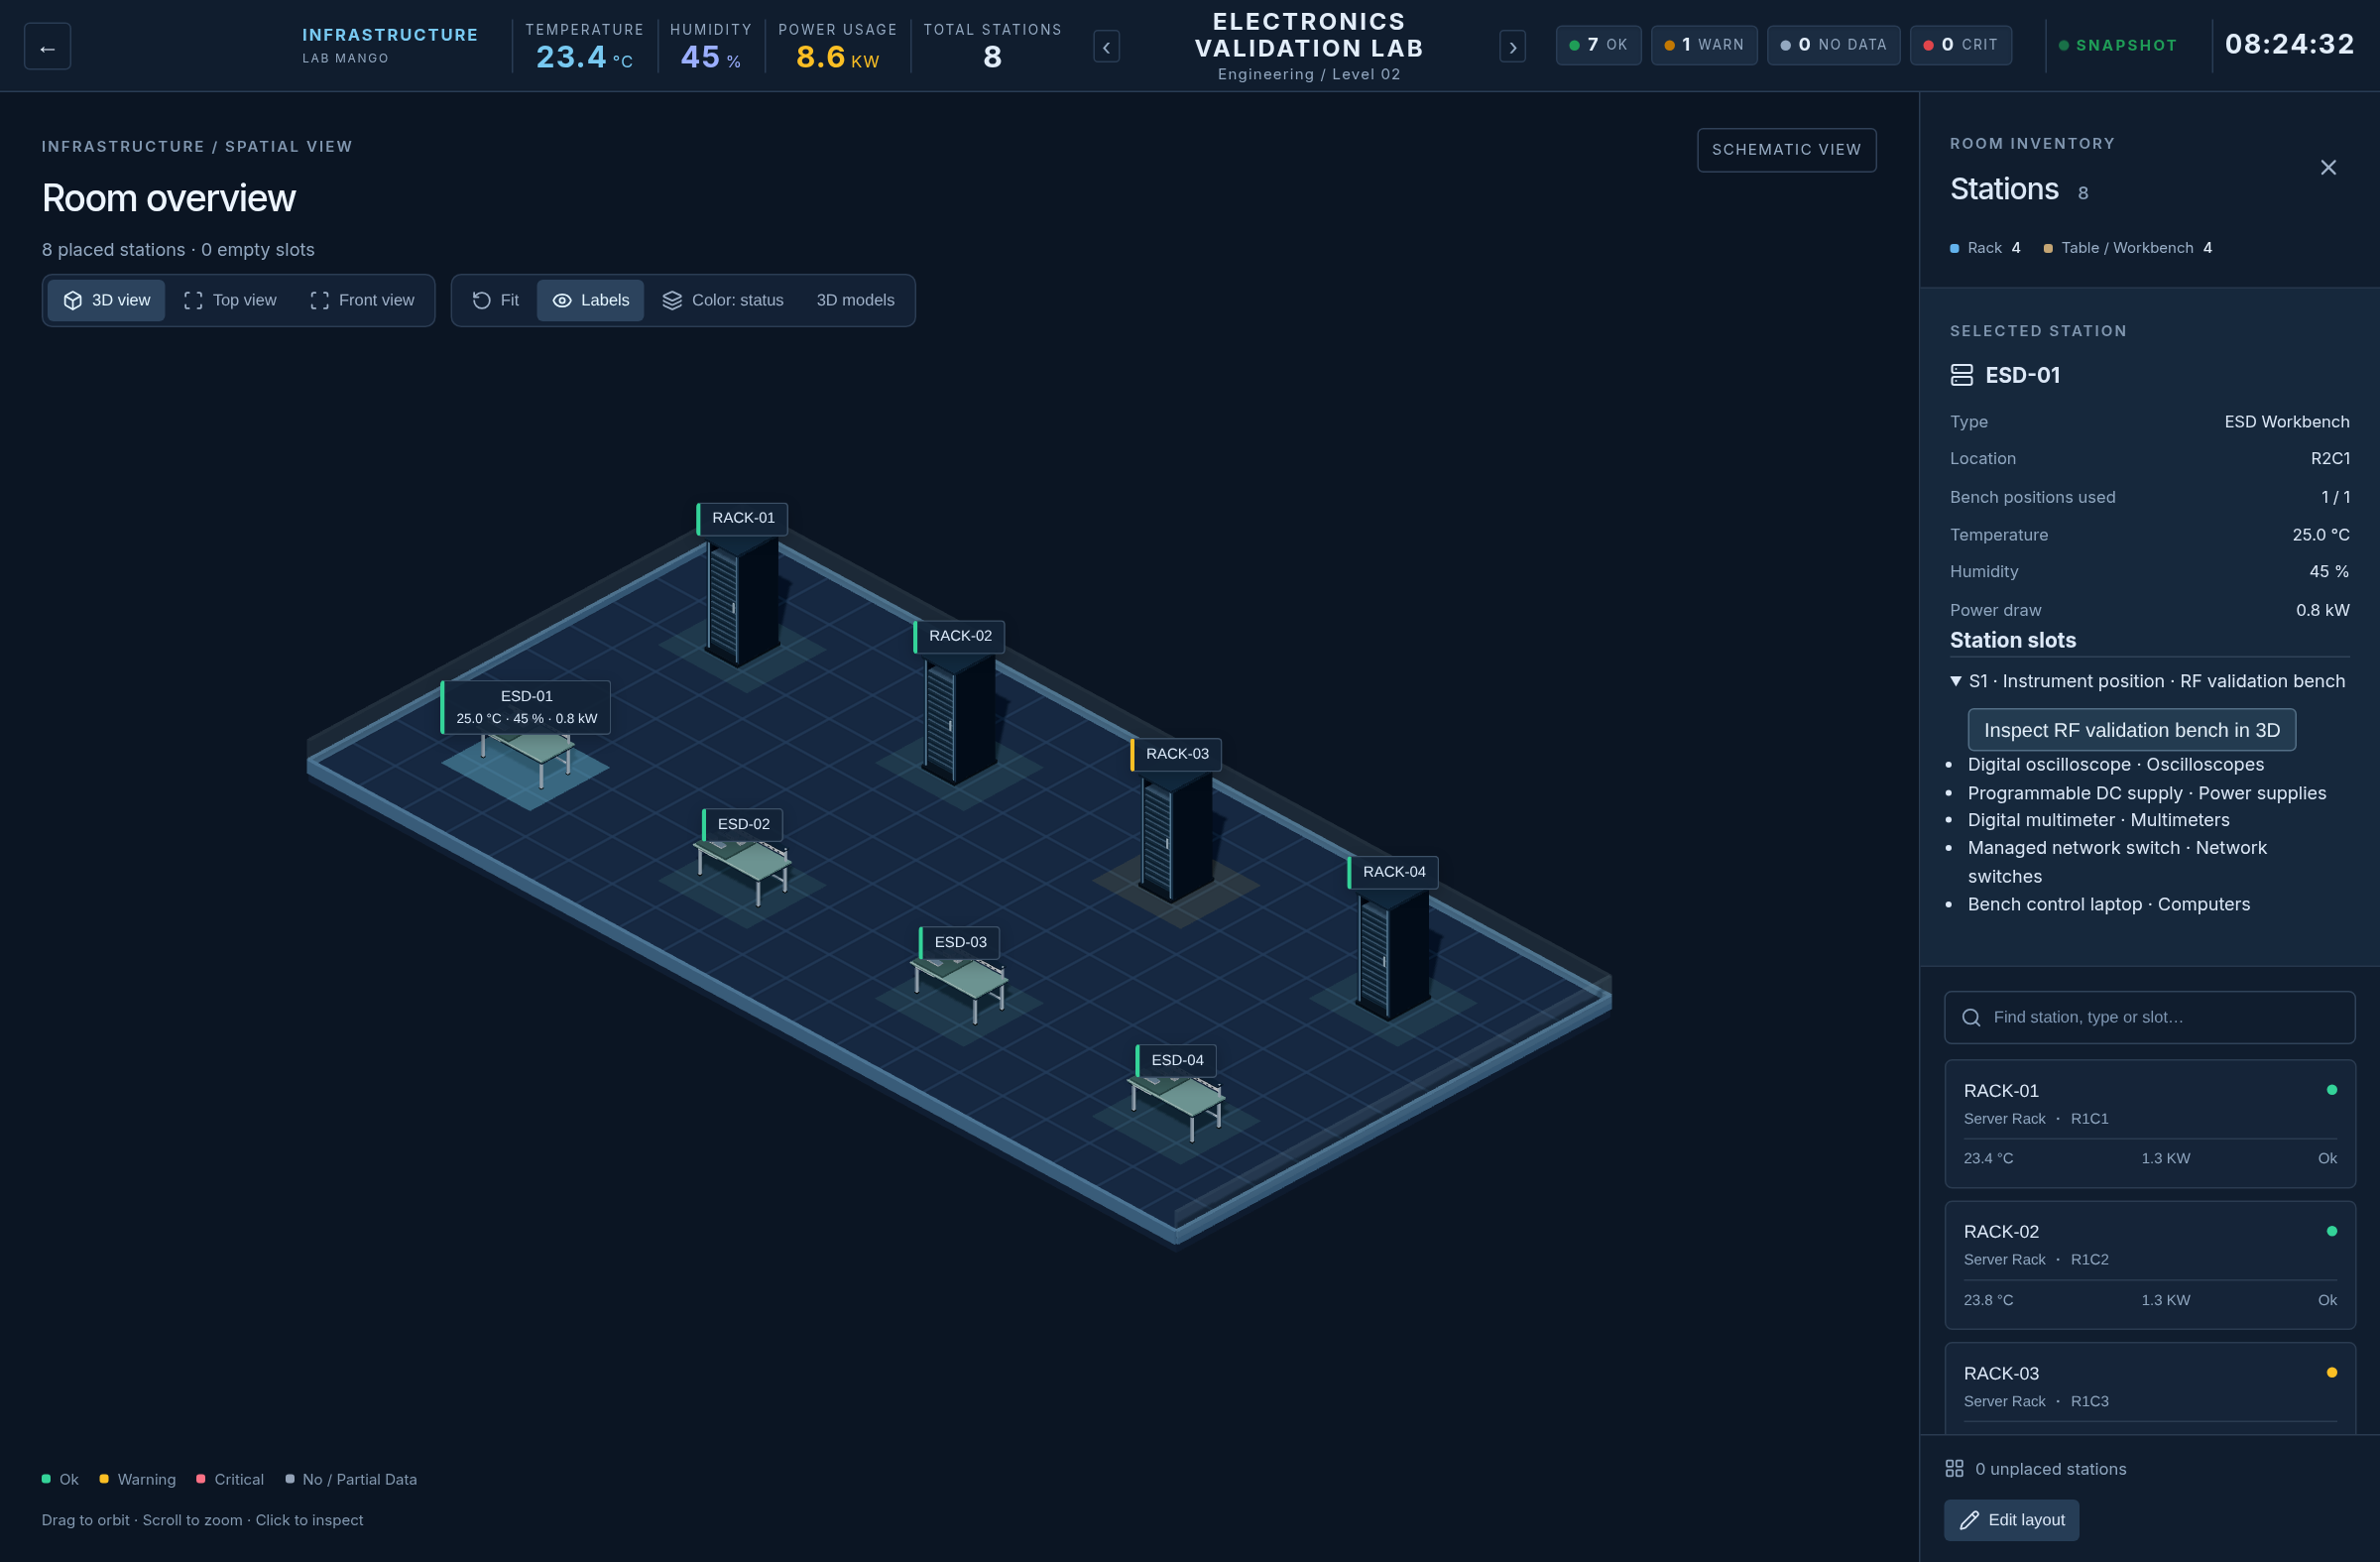 ←
INFRASTRUCTURE
LAB MANGO
TEMPERATURE
23.4 °C
HUMIDITY
45 %
POWER USAGE
8.6 KW
TOTAL STATIONS
8
‹
ELECTRONICS
VALIDATION LAB
Engineering / Level 02
›
7 OK
1 WARN
0 NO DATA
0 CRIT
SNAPSHOT
08:24:32
INFRASTRUCTURE / SPATIAL VIEW
Room overview
8 placed stations · 0 empty slots
SCHEMATIC VIEW
3D view
Top view
Front view
Fit
Labels
Color: status
3D models
RACK-01
RACK-02
ESD-01
25.0 °C · 45 % · 0.8 kW
RACK-03
ESD-02
RACK-04
ESD-03
ESD-04
Ok
Warning
Critical
No / Partial Data
Drag to orbit · Scroll to zoom · Click to inspect
ROOM INVENTORY
Stations 8
Rack 4
Table / Workbench 4
SELECTED STATION
ESD-01
Type ESD Workbench
Location R2C1
Bench positions used 1 / 1
Temperature 25.0 °C
Humidity 45 %
Power draw 0.8 kW
Station slots
▼ S1 · Instrument position · RF validation bench
Inspect RF validation bench in 3D
• Digital oscilloscope · Oscilloscopes
• Programmable DC supply · Power supplies
• Digital multimeter · Multimeters
• Managed network switch · Network
switches
• Bench control laptop · Computers
Find station, type or slot…
RACK-01
Server Rack · R1C1
23.4 °C 1.3 KW Ok
RACK-02
Server Rack · R1C2
23.8 °C 1.3 KW Ok
RACK-03
Server Rack · R1C3
0 unplaced stations
Edit layout